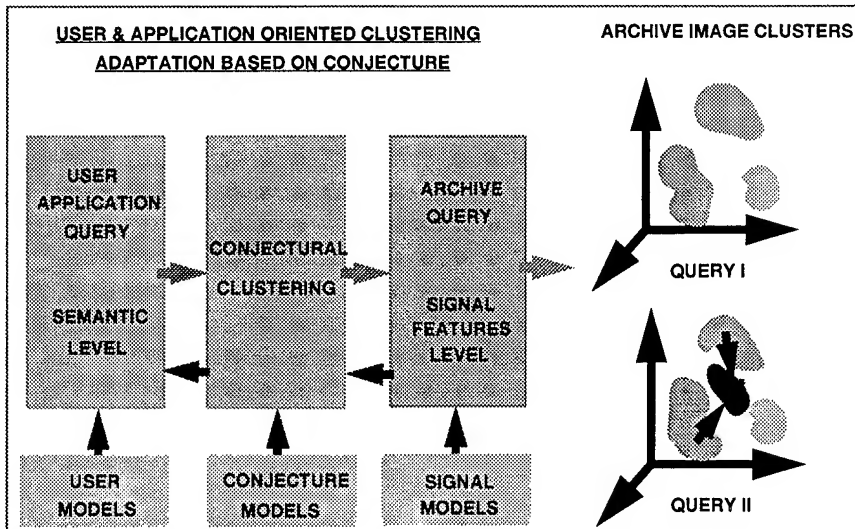 USER & APPLICATION ORIENTED CLUSTERING
ADAPTATION BASED ON CONJECTURE
ARCHIVE IMAGE CLUSTERS
USER
APPLICATION
QUERY
SEMANTIC
LEVEL
CONJECTURAL
CLUSTERING
ARCHIVE
QUERY
SIGNAL
FEATURES
LEVEL
USER
MODELS
CONJECTURE
MODELS
SIGNAL
MODELS
QUERY I
QUERY II